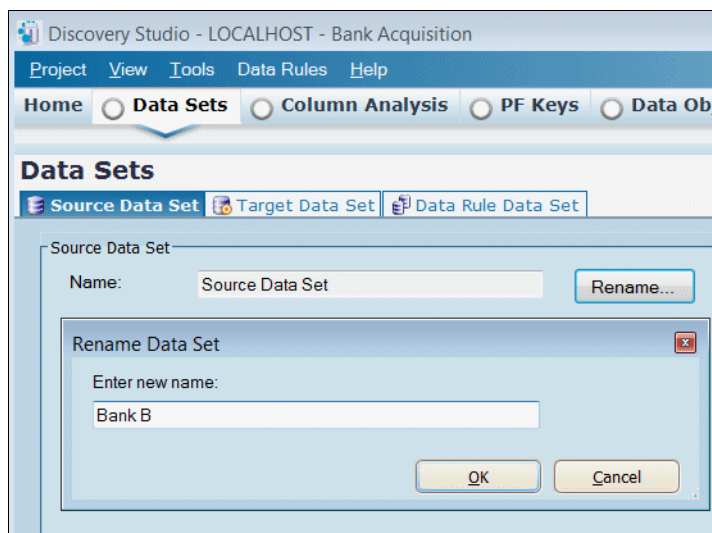 Discovery Studio - LOCALHOST - Bank Acquisition
Project View Tools Data Rules Help
Home Data Sets Column Analysis PF Keys Data Ob
Data Sets
Source Data Set Target Data Set Data Rule Data Set
Source Data Set
Name: Source Data Set Rename...
Rename Data Set
Enter new name:
Bank B
OK Cancel